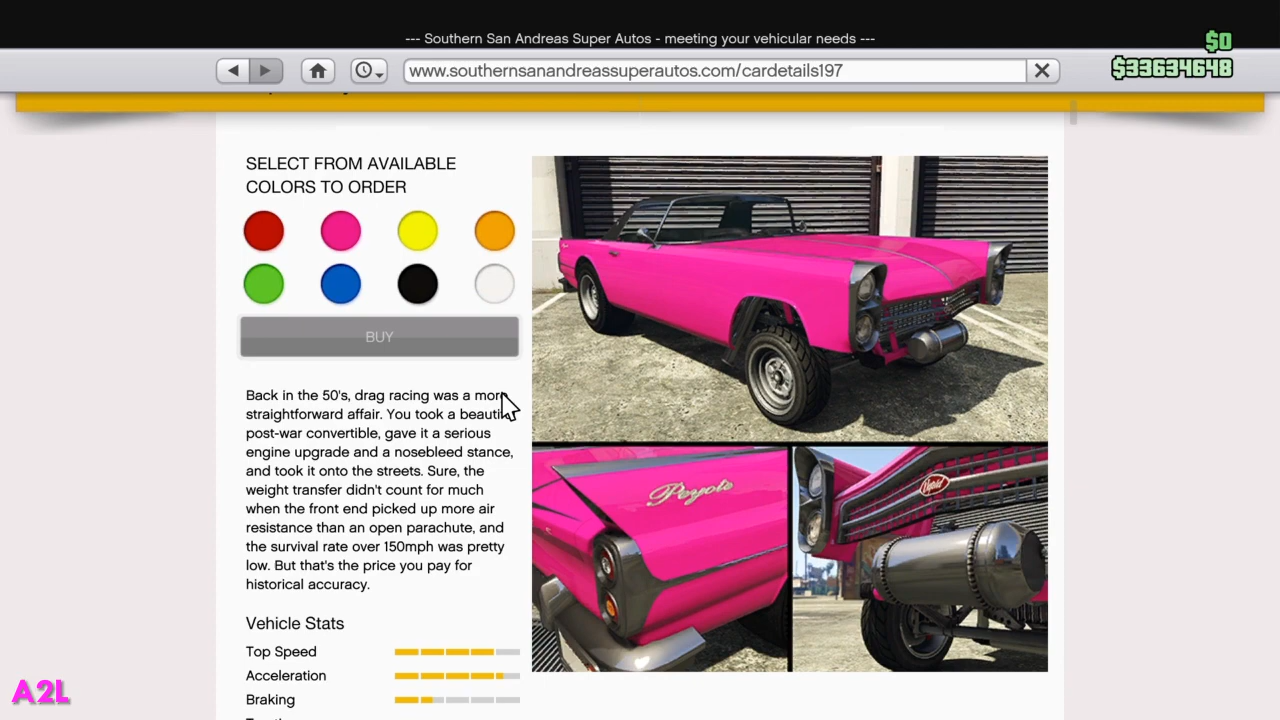 --- Southern San Andreas Super Autos - meeting your vehicular needs ---
$0
www.southernsanandreassuperautos.com/cardetails197
$33634648
SELECT FROM AVAILABLE
COLORS TO ORDER
BUY
Back in the 50's, drag racing was a more
straightforward affair. You took a
post-war convertible, gave it a serious
engine upgrade and a nosebleed stance,
and took it onto the streets. Sure, the
weight transfer didn't count for much
when the front end picked up more air
resistance than an open parachute, and
the survival rate over 150mph was pretty
low. But that's the price you pay for
historical accuracy.
Peyote
Vapid
Vehicle Stats
Top Speed
Acceleration
Braking
A2L